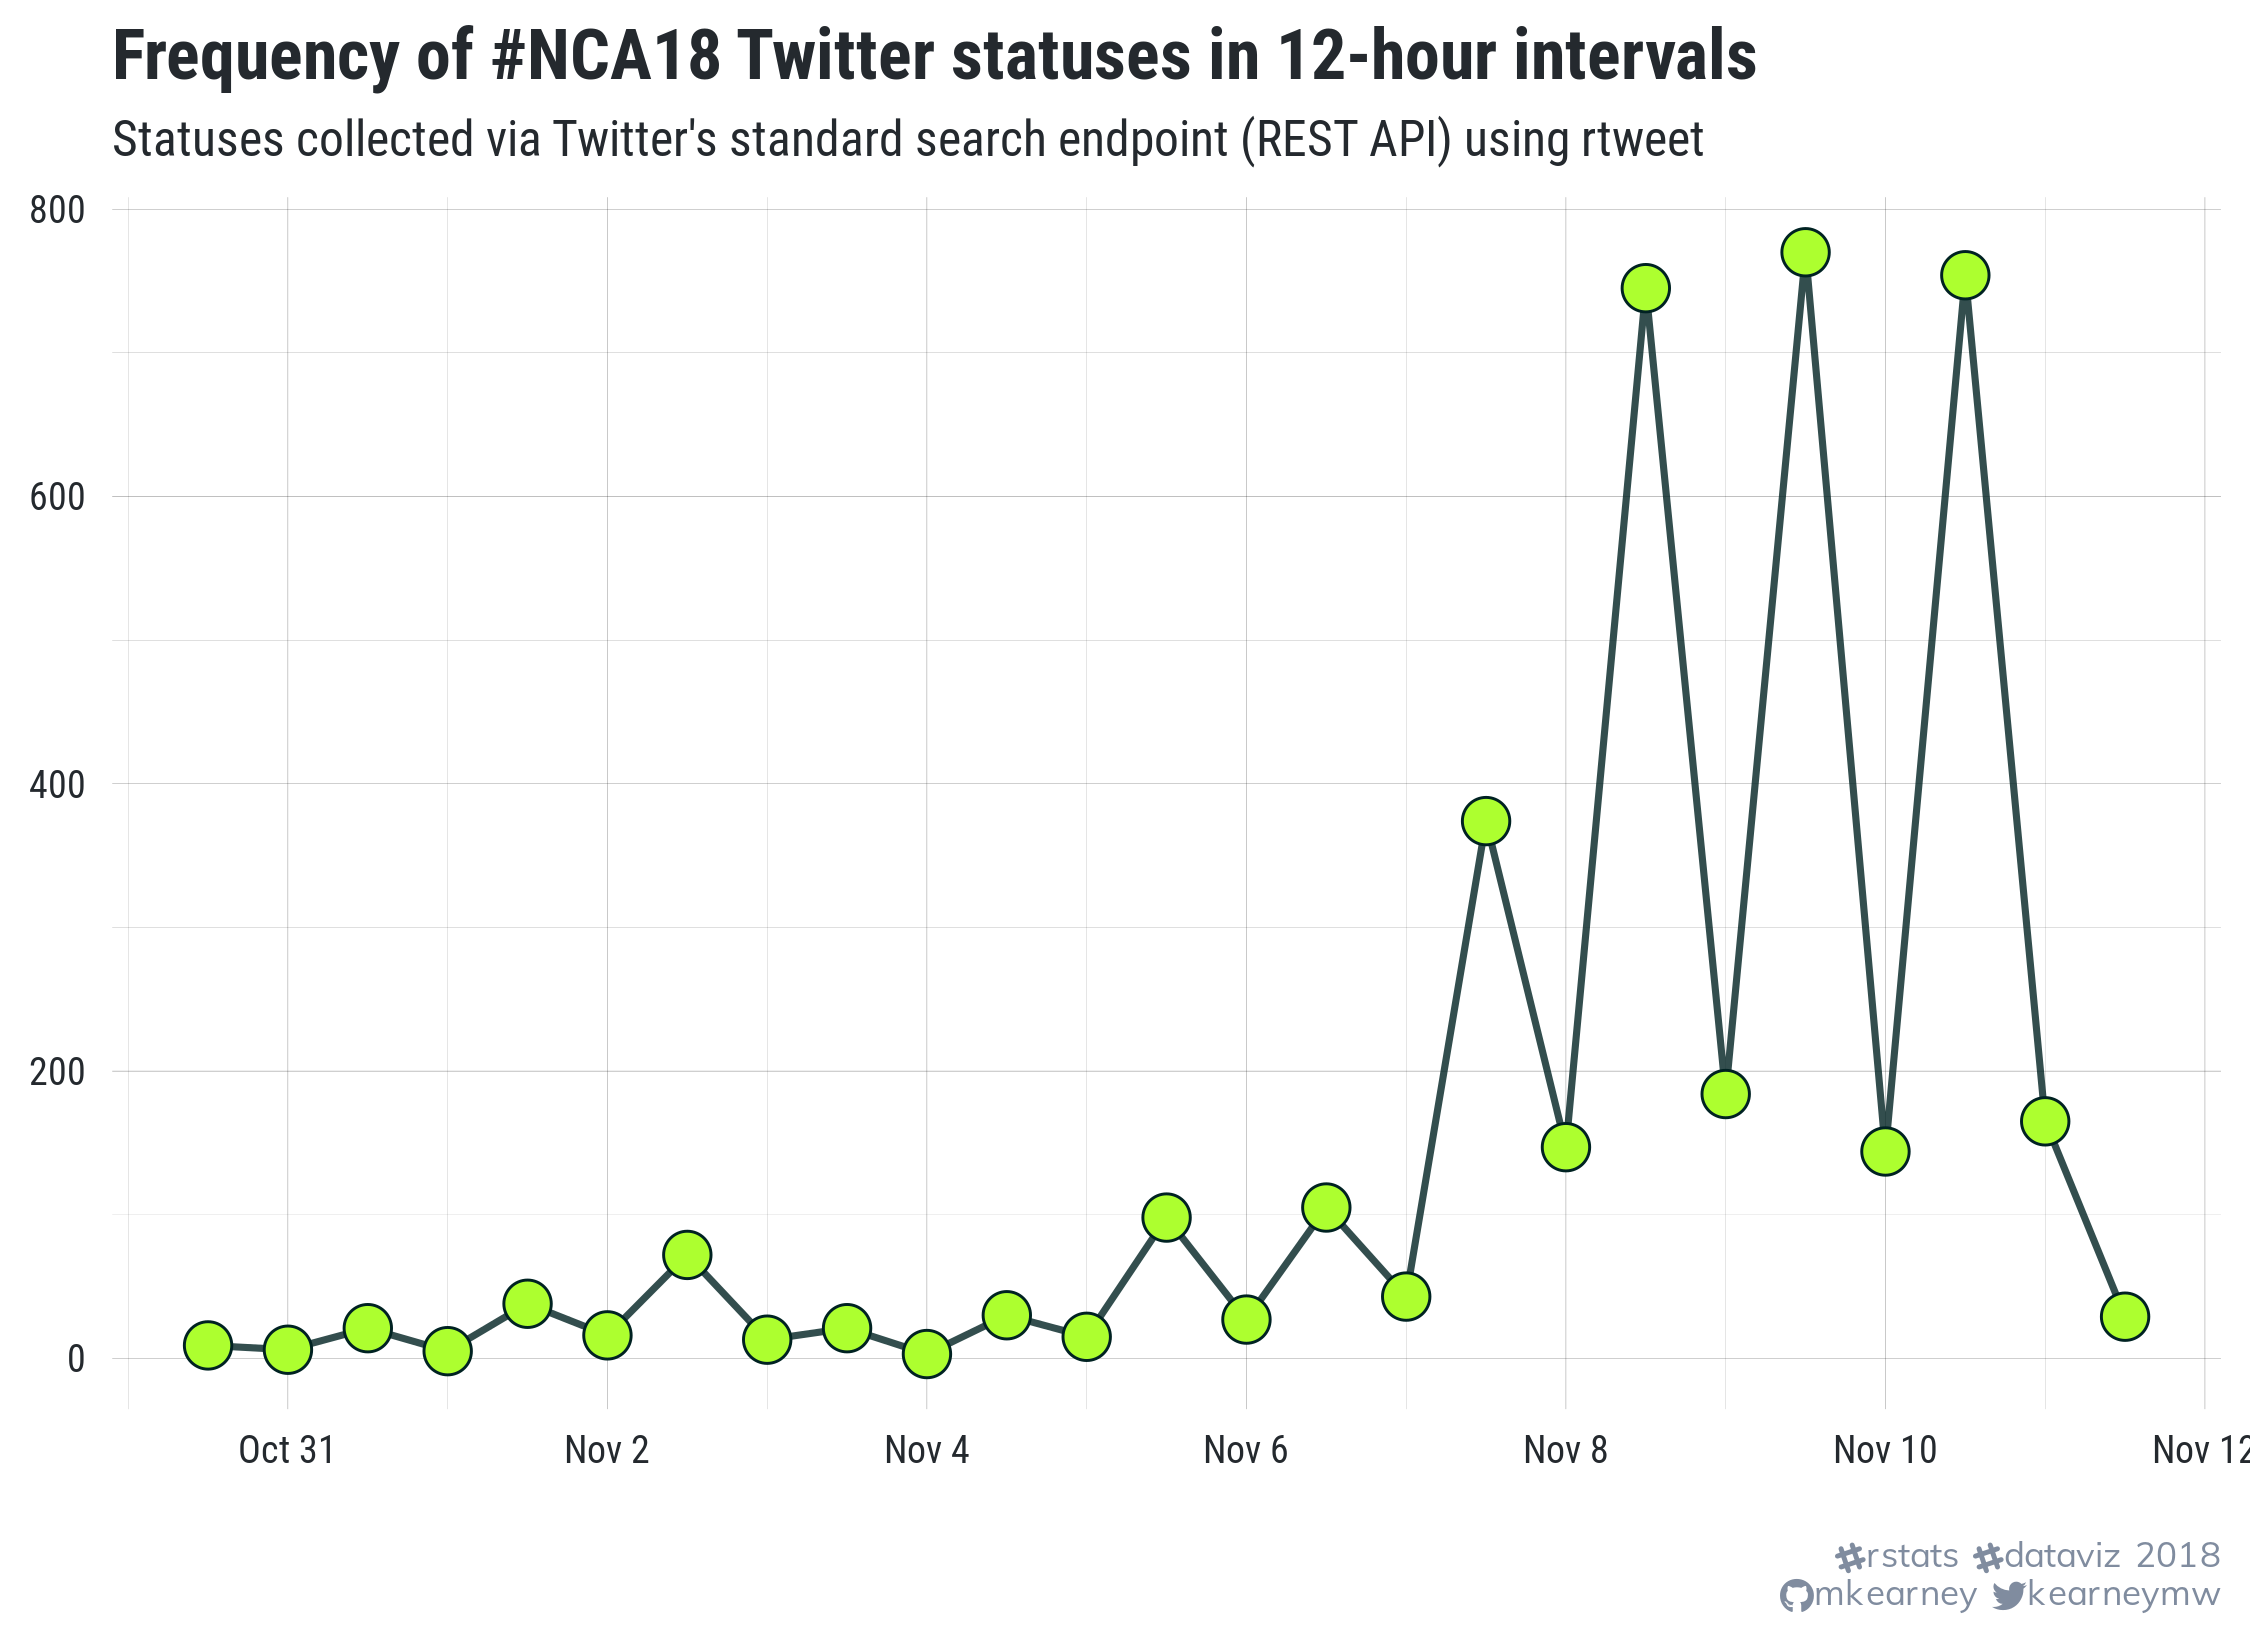 Frequency of #NCA18 Twitter statuses in 12-hour intervals
Statuses collected via Twitter's standard search endpoint (REST API) using rtweet
800
600
400
200
0
Oct 31 Nov 2 Nov 4 Nov 6 Nov 8 Nov 10 Nov 12
#rstats #dataviz 2018
mkearney kearneymw